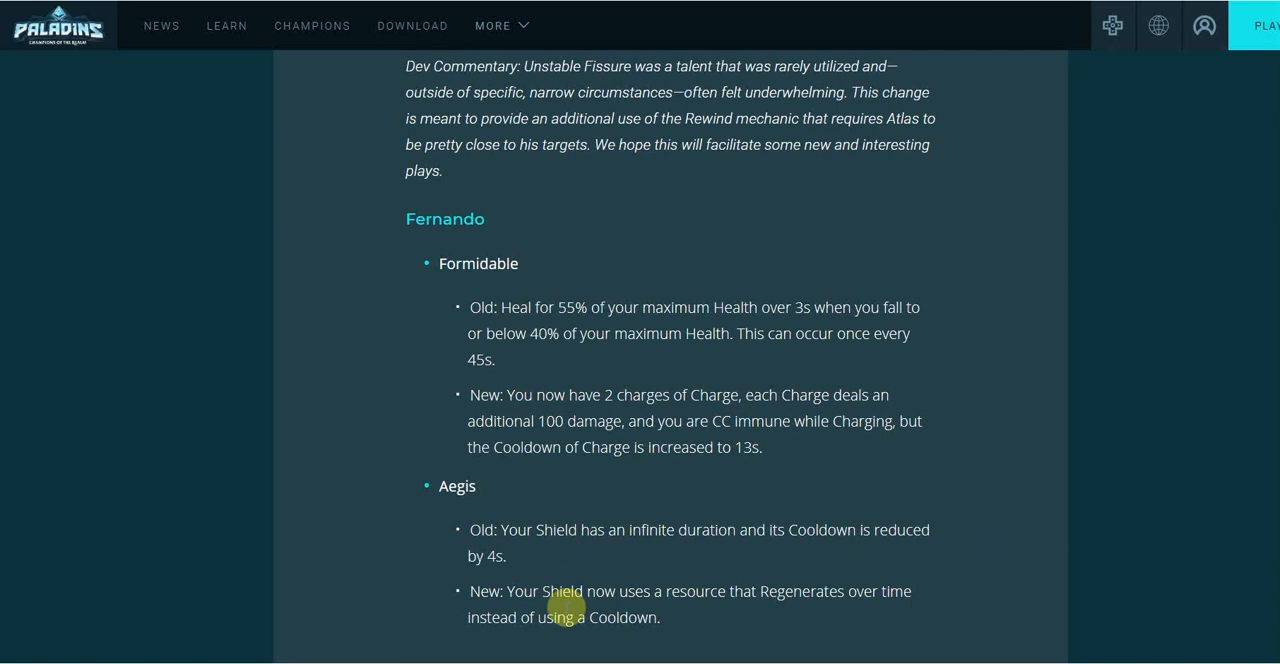 PALADINS
CHAMPIONS OF THE REALM
NEWS LEARN CHAMPIONS DOWNLOAD MORE PLAY
Dev Commentary: Unstable Fissure was a talent that was rarely utilized and—
outside of specific, narrow circumstances—often felt underwhelming. This change
is meant to provide an additional use of the Rewind mechanic that requires Atlas to
be pretty close to his targets. We hope this will facilitate some new and interesting
plays.
Fernando
• Formidable
• Old: Heal for 55% of your maximum Health over 3s when you fall to
or below 40% of your maximum Health. This can occur once every
45s.
• New: You now have 2 charges of Charge, each Charge deals an
additional 100 damage, and you are CC immune while Charging, but
the Cooldown of Charge is increased to 13s.
• Aegis
• Old: Your Shield has an infinite duration and its Cooldown is reduced
by 4s.
• New: Your Shield now uses a resource that Regenerates over time
instead of using a Cooldown.